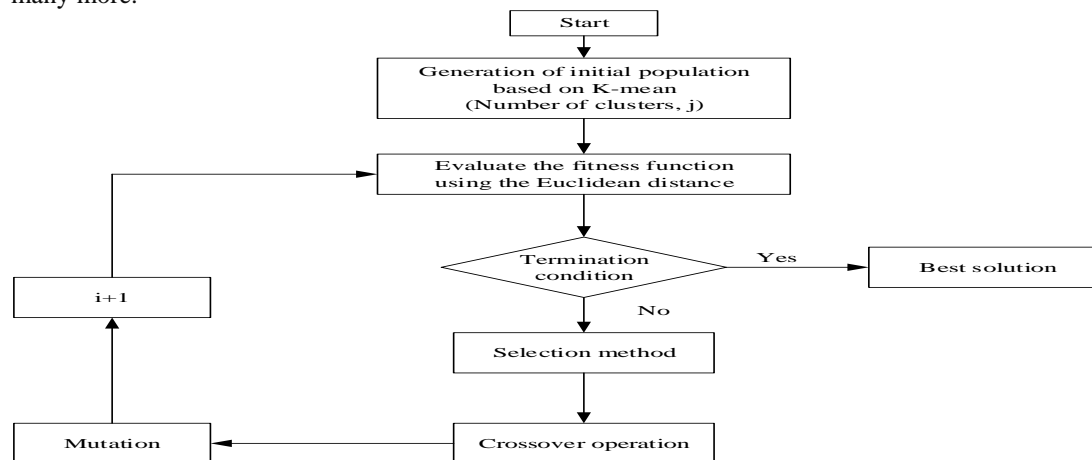 many more.
Start
Generation of initial population
based on K-mean
(Number of clusters, j)
Evaluate the fitness function
using the Euclidean distance
Termination
condition
Yes
Best solution
No
i+1
Selection method
Mutation
Crossover operation